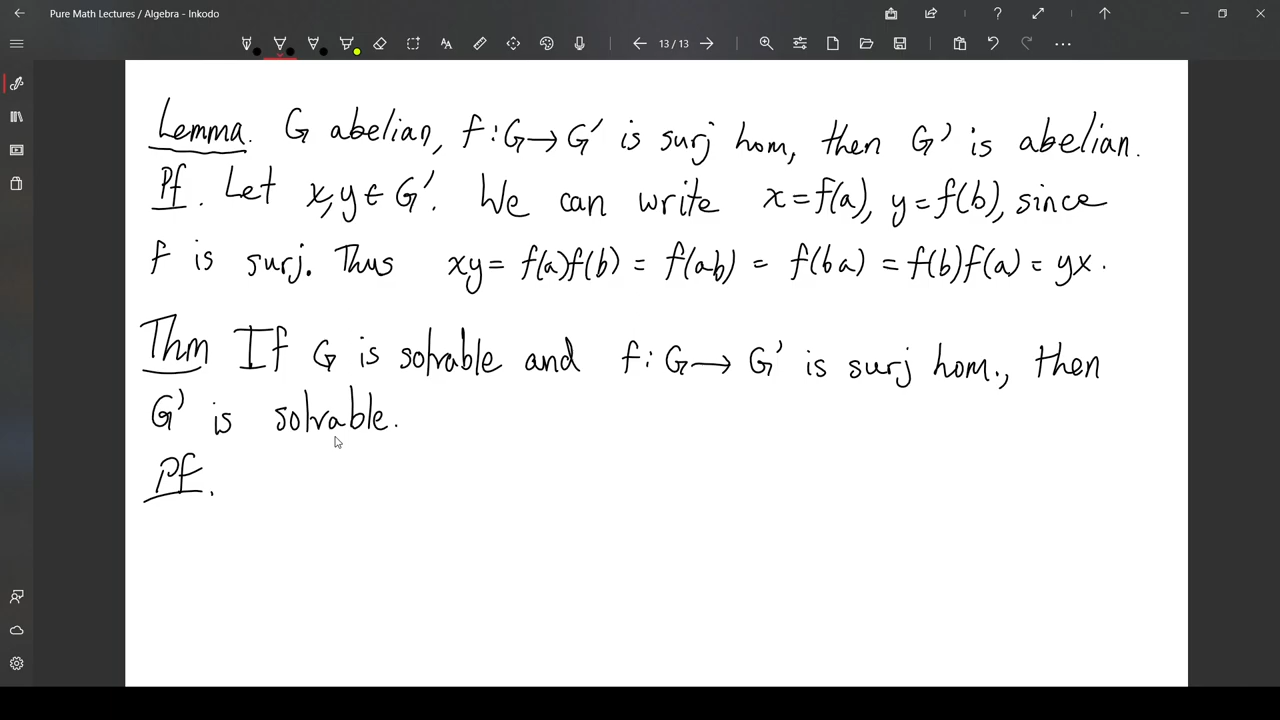 Pure Math Lectures / Algebra - Inkodo
13 / 13
Lemma. G abelian, f : G → G' is surj hom, then G' is abelian.
Pf. Let x, y ∈ G'. We can write x = f(a), y = f(b), since
f is surj. Thus xy = f(a)f(b) = f(ab) = f(ba) = f(b)f(a) = yx.
Thm If G is solvable and f : G → G' is surj hom., then
G' is solvable.
Pf.